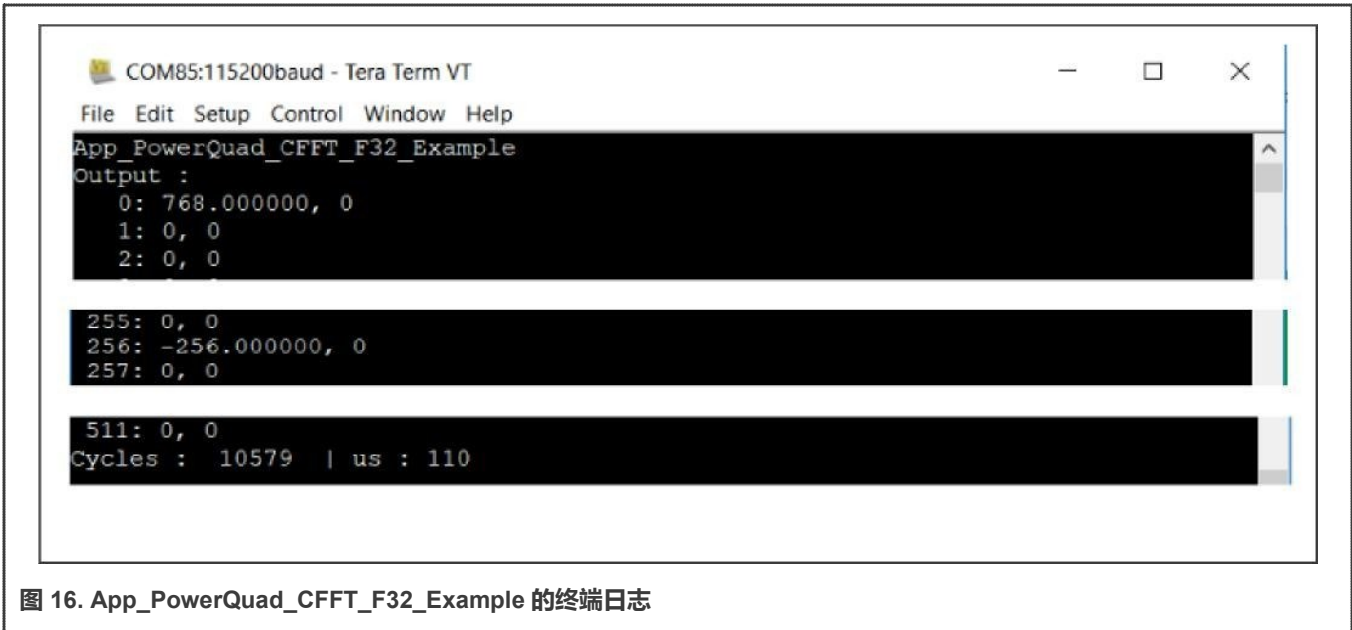 COM85:115200baud - Tera Term VT
File Edit Setup Control Window Help
App_PowerQuad_CFFT_F32_Example
Output :
0: 768.000000, 0
1: 0, 0
2: 0, 0
255: 0, 0
256: -256.000000, 0
257: 0, 0
511: 0, 0
Cycles : 10579 | us : 110
图 16. App_PowerQuad_CFFT_F32_Example 的终端日志